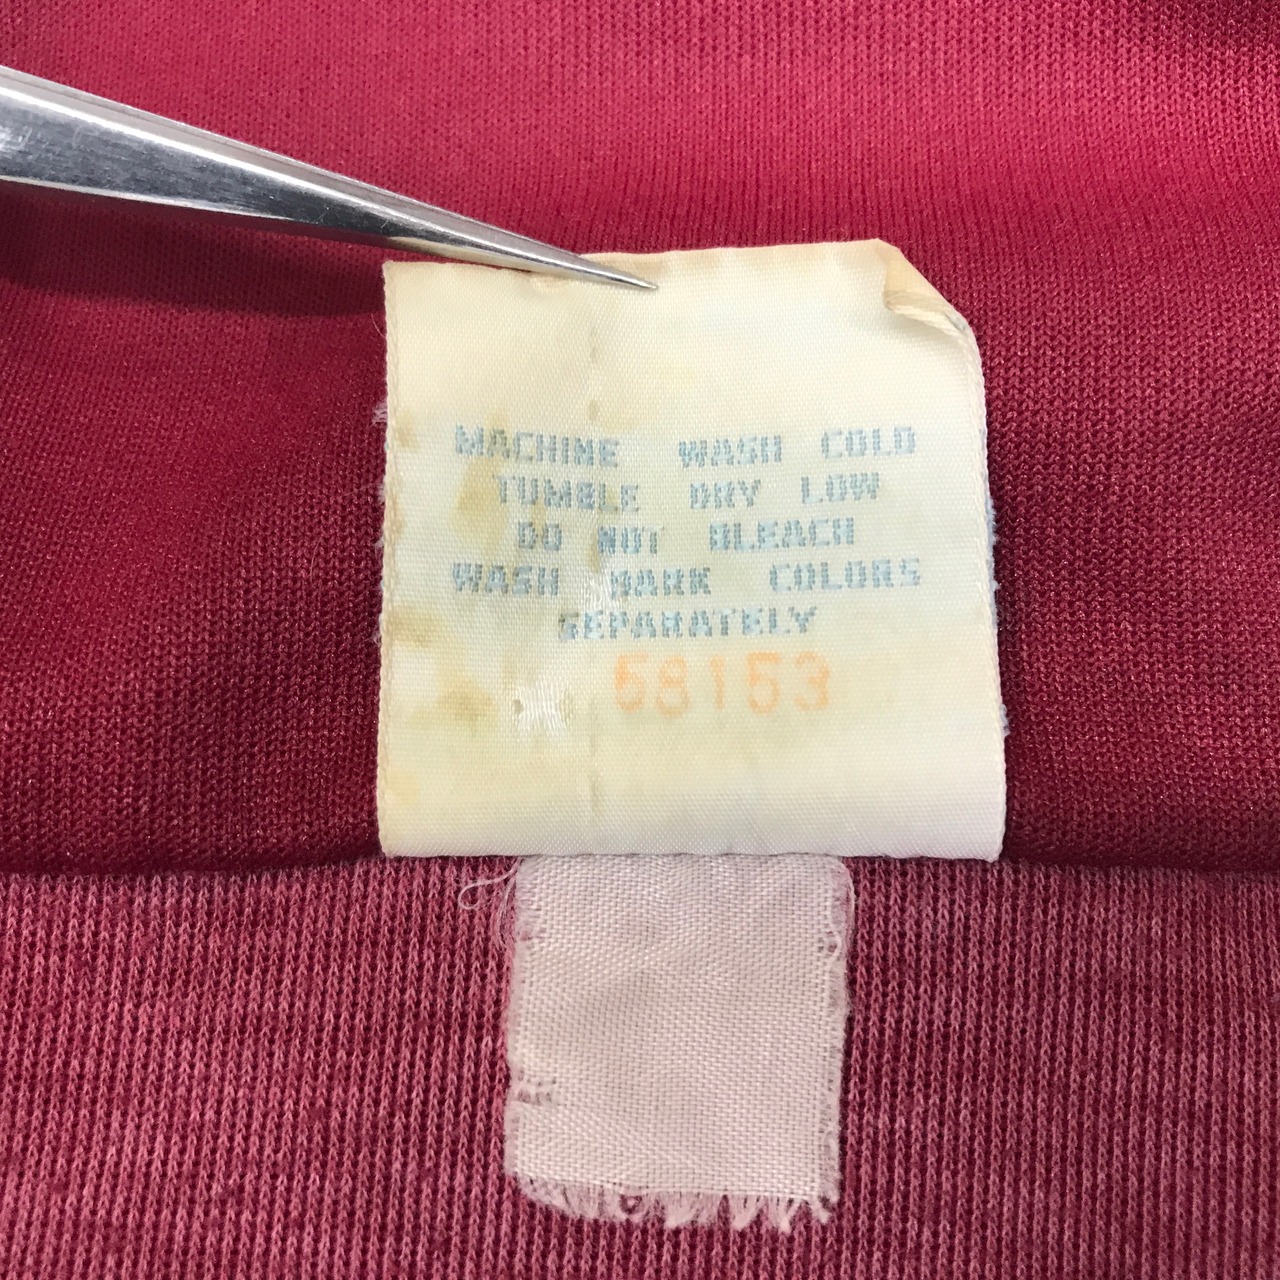 MACHINE WASH COLD
TUMBLE DRY LOW
DO NOT BLEACH
WASH DARK COLORS
SEPARATELY
58153